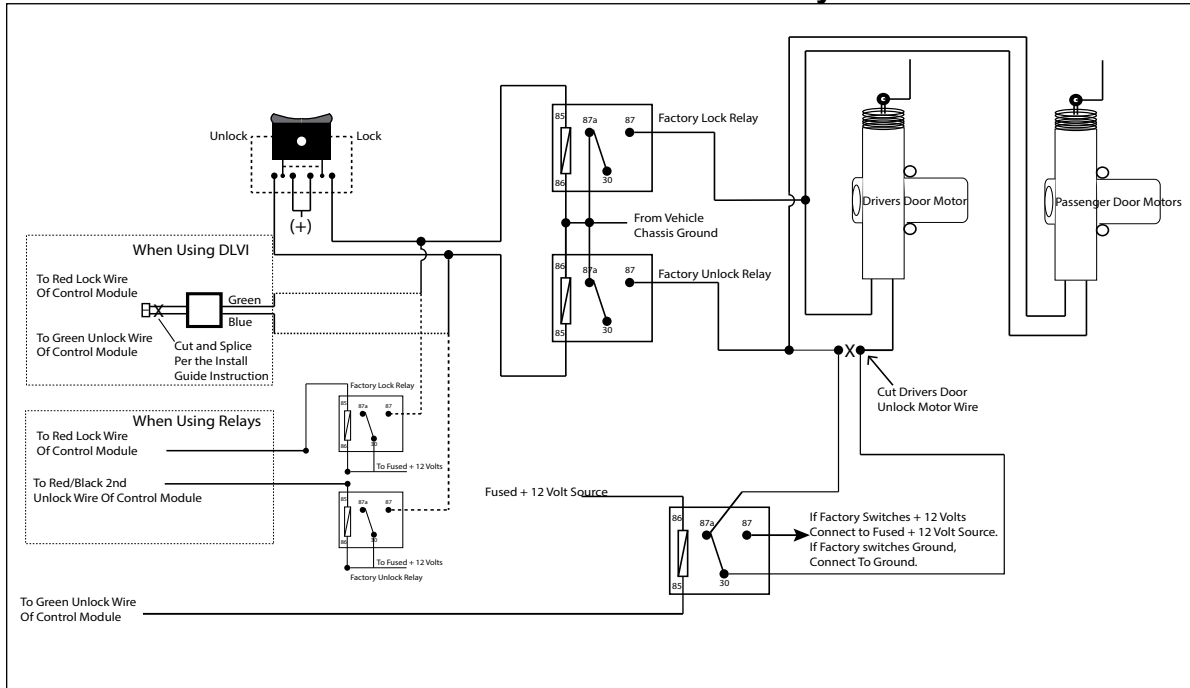 Unlock
Lock
(+)
85
87a
87
30
86
Factory Lock Relay
From Vehicle
Chassis Ground
86
87a
87
30
85
Factory Unlock Relay
Drivers Door Motor
Passenger Door Motors
When Using DLVI
To Red Lock Wire
Of Control Module
Green
Blue
X
To Green Unlock Wire
Of Control Module
Cut and Splice
Per the Install
Guide Instruction
X
Cut Drivers Door
Unlock Motor Wire
When Using Relays
To Red Lock Wire
Of Control Module
To Red/Black 2nd
Unlock Wire Of Control Module
Factory Lock Relay
85
87a
87
86
30
To Fused + 12 Volts
85
87a
87
86
30
To Fused + 12 Volts
Factory Unlock Relay
Fused + 12 Volt Source
86
87a
87
85
30
If Factory Switches + 12 Volts
Connect to Fused + 12 Volt Source.
If Factory switches Ground,
Connect To Ground.
To Green Unlock Wire
Of Control Module